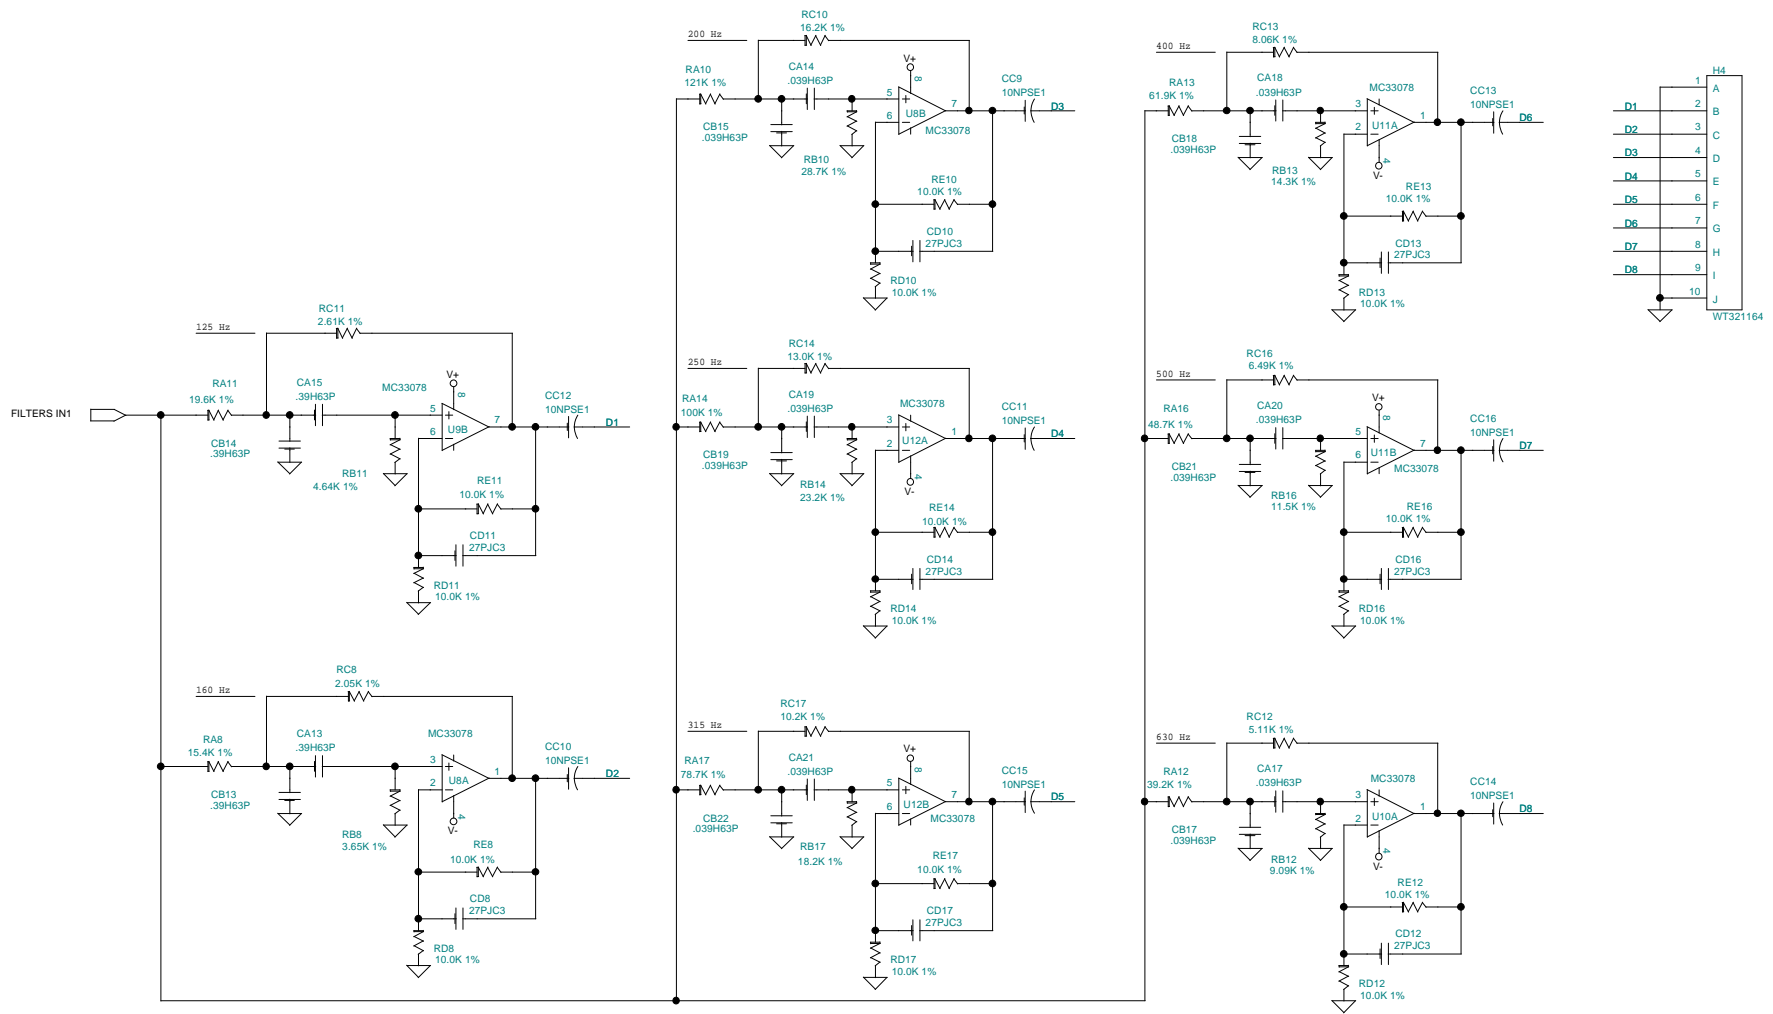 FILTERS IN1
125 Hz
RC11
2.61K 1%
RA11
19.6K 1%
CA15
.39H63P
CB14
.39H63P
RB11
4.64K 1%
MC33078
V+
8
5
+
6
−
U9B
7
CC12
10NPSE1
D1
RE11
10.0K 1%
CD11
27PJC3
RD11
10.0K 1%
160 Hz
RC8
2.05K 1%
RA8
15.4K 1%
CA13
.39H63P
CB13
.39H63P
RB8
3.65K 1%
MC33078
3
+
2
−
U8A
1
4
V-
CC10
10NPSE1
D2
RE8
10.0K 1%
CD8
27PJC3
RD8
10.0K 1%
200 Hz
RC10
16.2K 1%
RA10
121K 1%
CA14
.039H63P
CB15
.039H63P
RB10
28.7K 1%
V+
8
5
+
6
−
U8B
7
MC33078
CC9
10NPSE1
D3
RE10
10.0K 1%
CD10
27PJC3
RD10
10.0K 1%
250 Hz
RC14
13.0K 1%
RA14
100K 1%
CA19
.039H63P
CB19
.039H63P
RB14
23.2K 1%
MC33078
3
+
2
−
U12A
1
4
V-
CC11
10NPSE1
D4
RE14
10.0K 1%
CD14
27PJC3
RD14
10.0K 1%
315 Hz
RC17
10.2K 1%
RA17
78.7K 1%
CA21
.039H63P
CB22
.039H63P
RB17
18.2K 1%
V+
8
5
+
6
−
U12B
7
MC33078
CC15
10NPSE1
D5
RE17
10.0K 1%
CD17
27PJC3
RD17
10.0K 1%
400 Hz
RC13
8.06K 1%
RA13
61.9K 1%
CA18
.039H63P
CB18
.039H63P
RB13
14.3K 1%
MC33078
3
+
2
−
U11A
1
4
V-
CC13
10NPSE1
D6
RE13
10.0K 1%
CD13
27PJC3
RD13
10.0K 1%
500 Hz
RC16
6.49K 1%
RA16
48.7K 1%
CA20
.039H63P
CB21
.039H63P
RB16
11.5K 1%
V+
8
5
+
6
−
U11B
7
MC33078
CC16
10NPSE1
D7
RE16
10.0K 1%
CD16
27PJC3
RD16
10.0K 1%
630 Hz
RC12
5.11K 1%
RA12
39.2K 1%
CA17
.039H63P
CB17
.039H63P
RB12
9.09K 1%
MC33078
3
+
2
−
U10A
1
4
V-
CC14
10NPSE1
D8
RE12
10.0K 1%
CD12
27PJC3
RD12
10.0K 1%
H4
1 A
D1 2 B
D2 3 C
D3 4 D
D4 5 E
D5 6 F
D6 7 G
D7 8 H
D8 9 I
10 J
WT321164